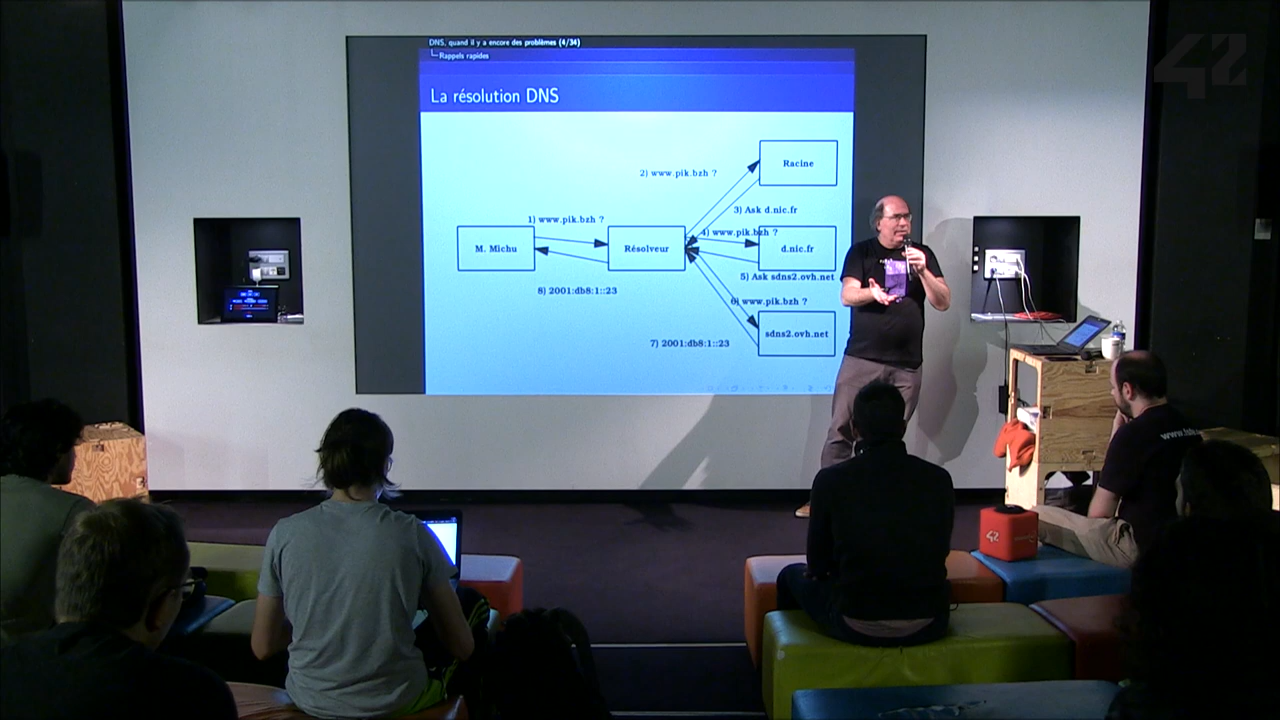 DNS, quand il y a encore des problèmes (4/34)
Rappels rapides
La résolution DNS
Racine
2) www.pik.bzh ?
3) Ask d.nic.fr
1) www.pik.bzh ?
4) www.pik.bzh ?
M. Michu
Résolveur
d.nic.fr
5) Ask sdns2.ovh.net
8) 2001:db8:1::23
6) www.pik.bzh ?
sdns2.ovh.net
7) 2001:db8:1::23
42
42